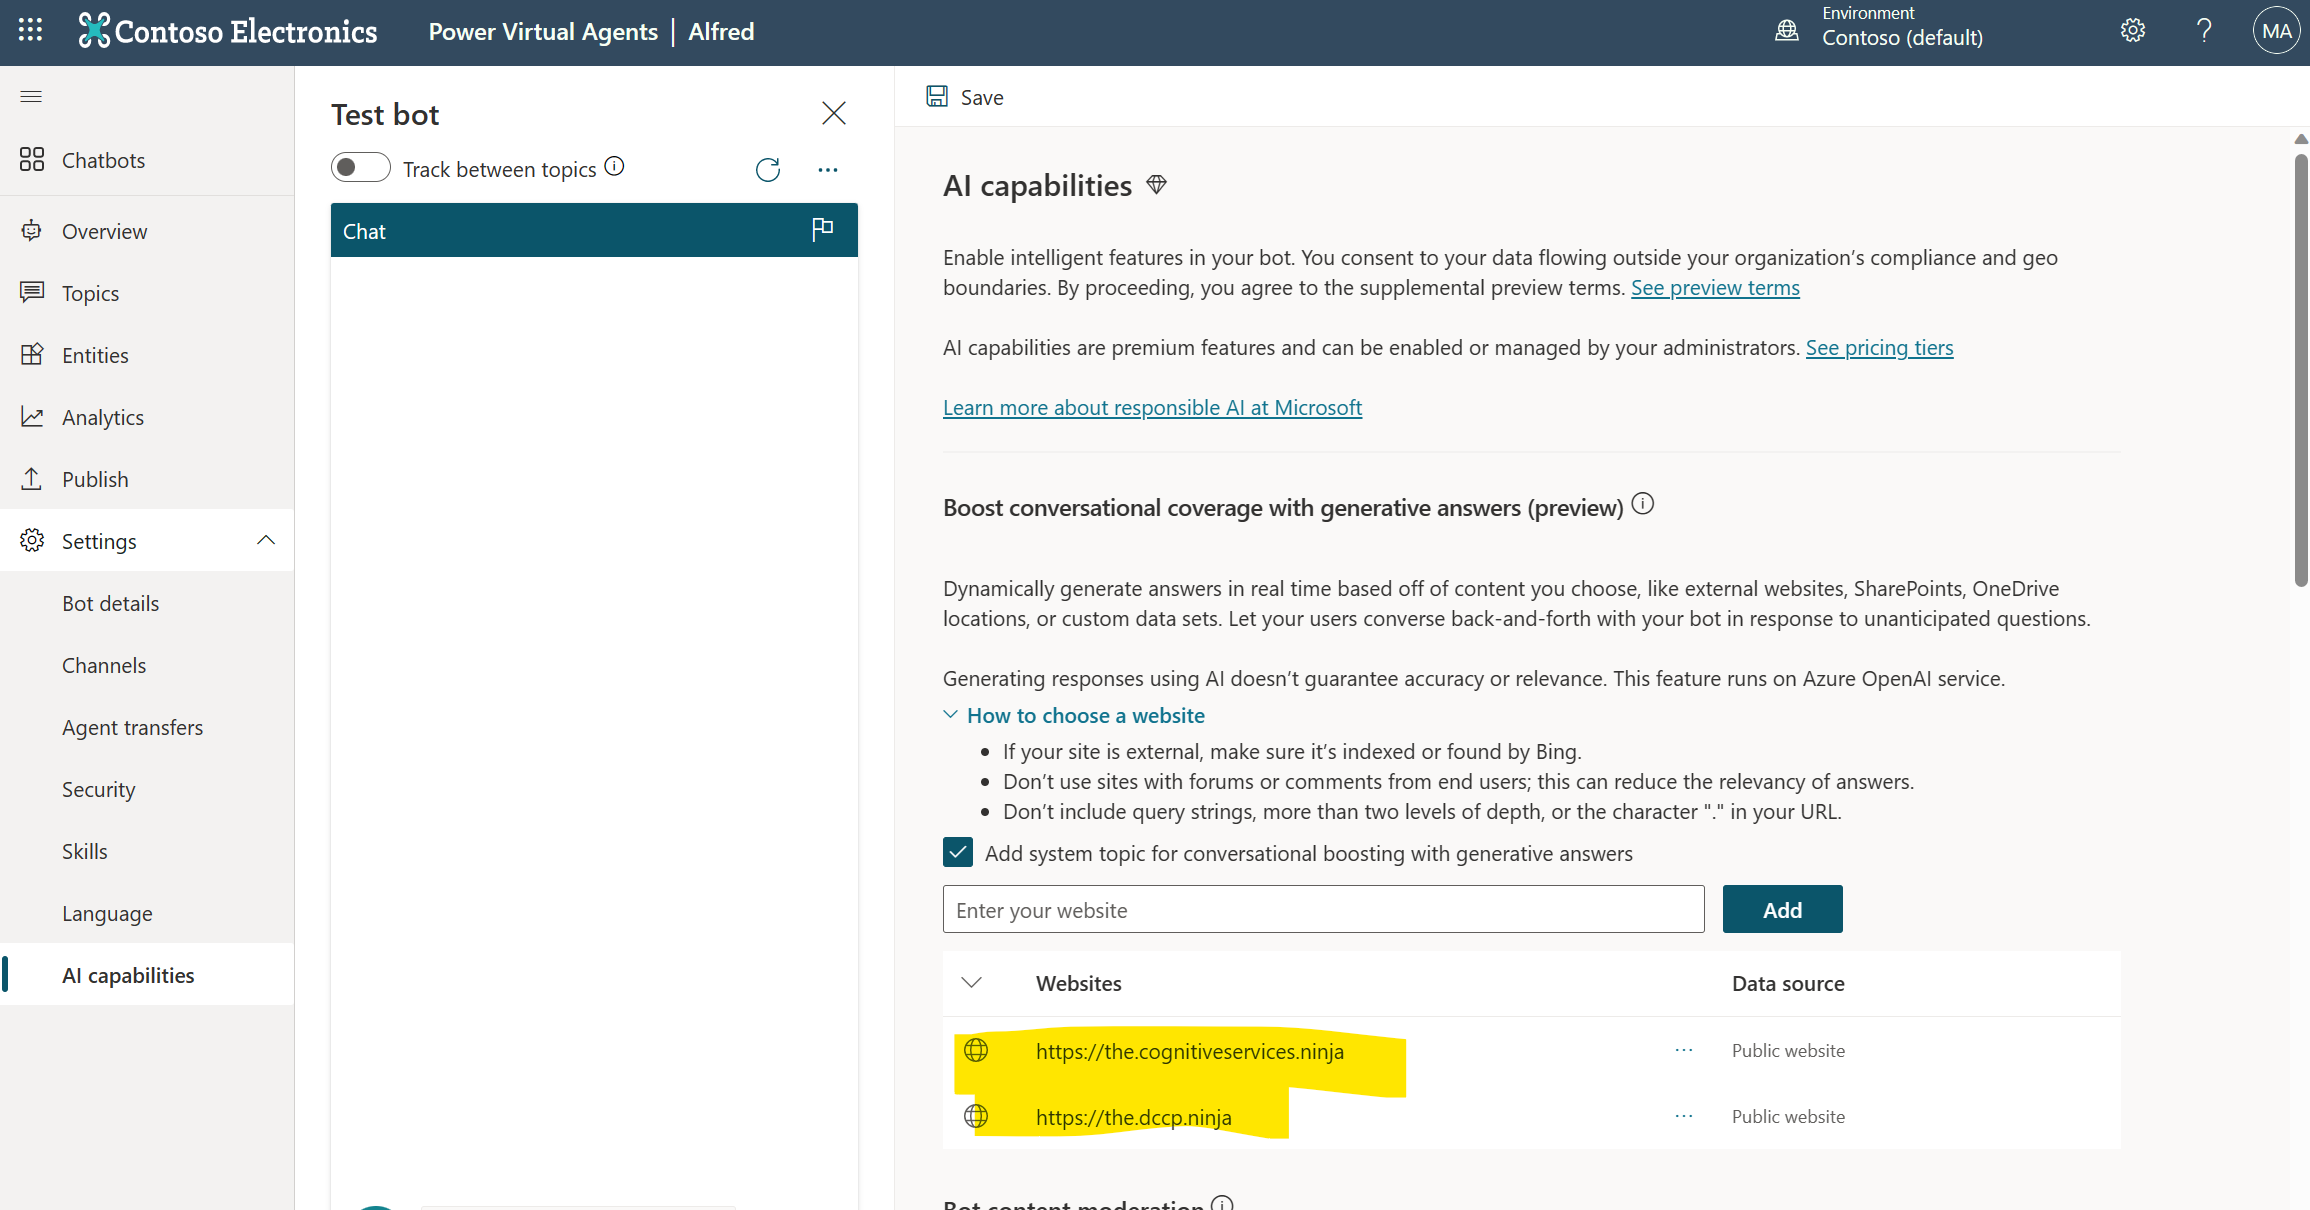 Contoso Electronics
Power Virtual Agents | Alfred
Environment
Contoso (default)
MA
Chatbots
Overview
Topics
Entities
Analytics
Publish
Settings
Bot details
Channels
Agent transfers
Security
Skills
Language
AI capabilities
Test bot
Track between topics
Chat
Save
AI capabilities
Enable intelligent features in your bot. You consent to your data flowing outside your organization’s compliance and geo
boundaries. By proceeding, you agree to the supplemental preview terms. See preview terms
AI capabilities are premium features and can be enabled or managed by your administrators. See pricing tiers
Learn more about responsible AI at Microsoft
Boost conversational coverage with generative answers (preview)
Dynamically generate answers in real time based off of content you choose, like external websites, SharePoints, OneDrive
locations, or custom data sets. Let your users converse back-and-forth with your bot in response to unanticipated questions.
Generating responses using AI doesn’t guarantee accuracy or relevance. This feature runs on Azure OpenAI service.
How to choose a website
• If your site is external, make sure it’s indexed or found by Bing.
• Don’t use sites with forums or comments from end users; this can reduce the relevancy of answers.
• Don’t include query strings, more than two levels of depth, or the character "." in your URL.
Add system topic for conversational boosting with generative answers
Enter your website
Add
Websites
Data source
https://the.cognitiveservices.ninja
Public website
https://the.dccp.ninja
Public website
Bot content moderation